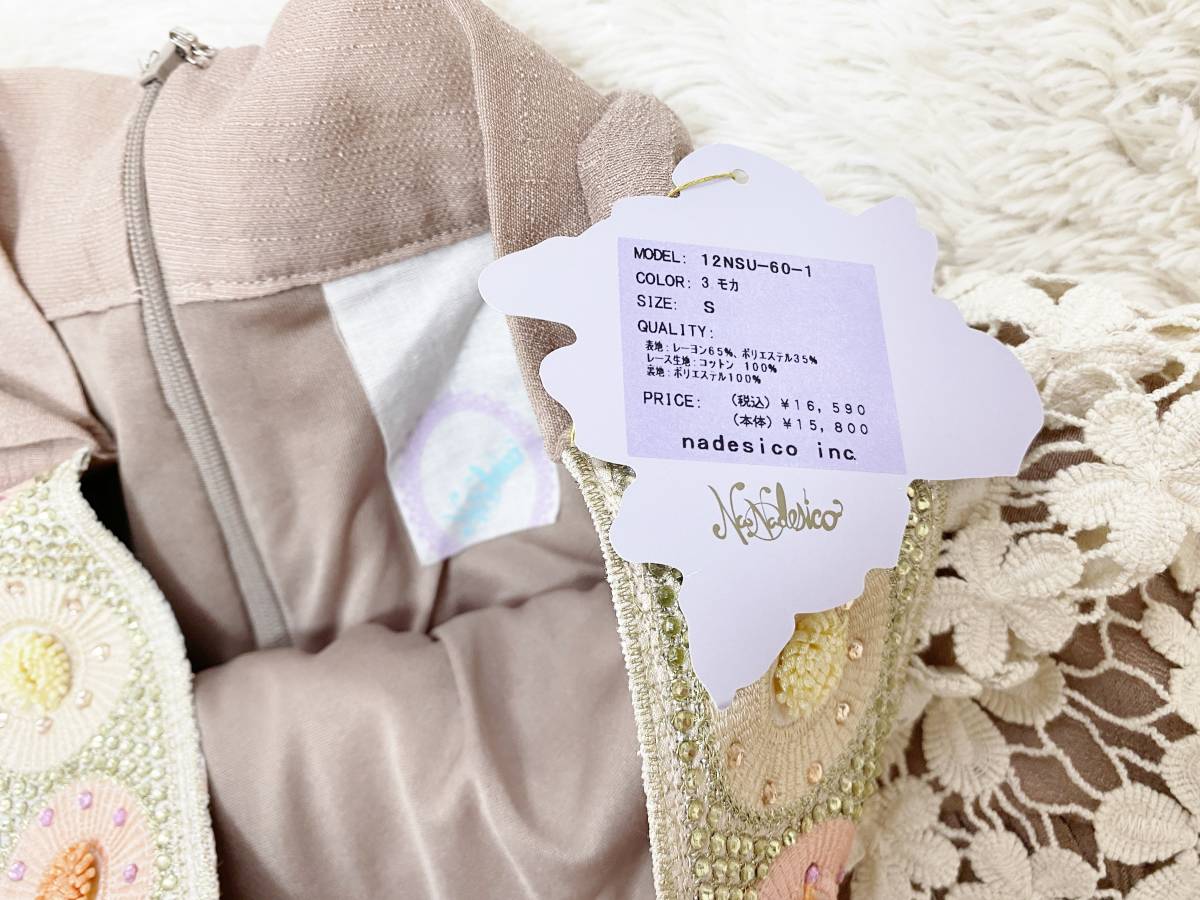 MODEL: 12NSU-60-1
COLOR: 3 モカ
SIZE: S
QUALITY:
表地:レーヨン65%、ポリエステル35%
レース生地:コットン 100%
裏地:ポリエステル100%
PRICE: (税込)¥16,590
(本体)¥15,800
nadesico inc.
NaNadesico